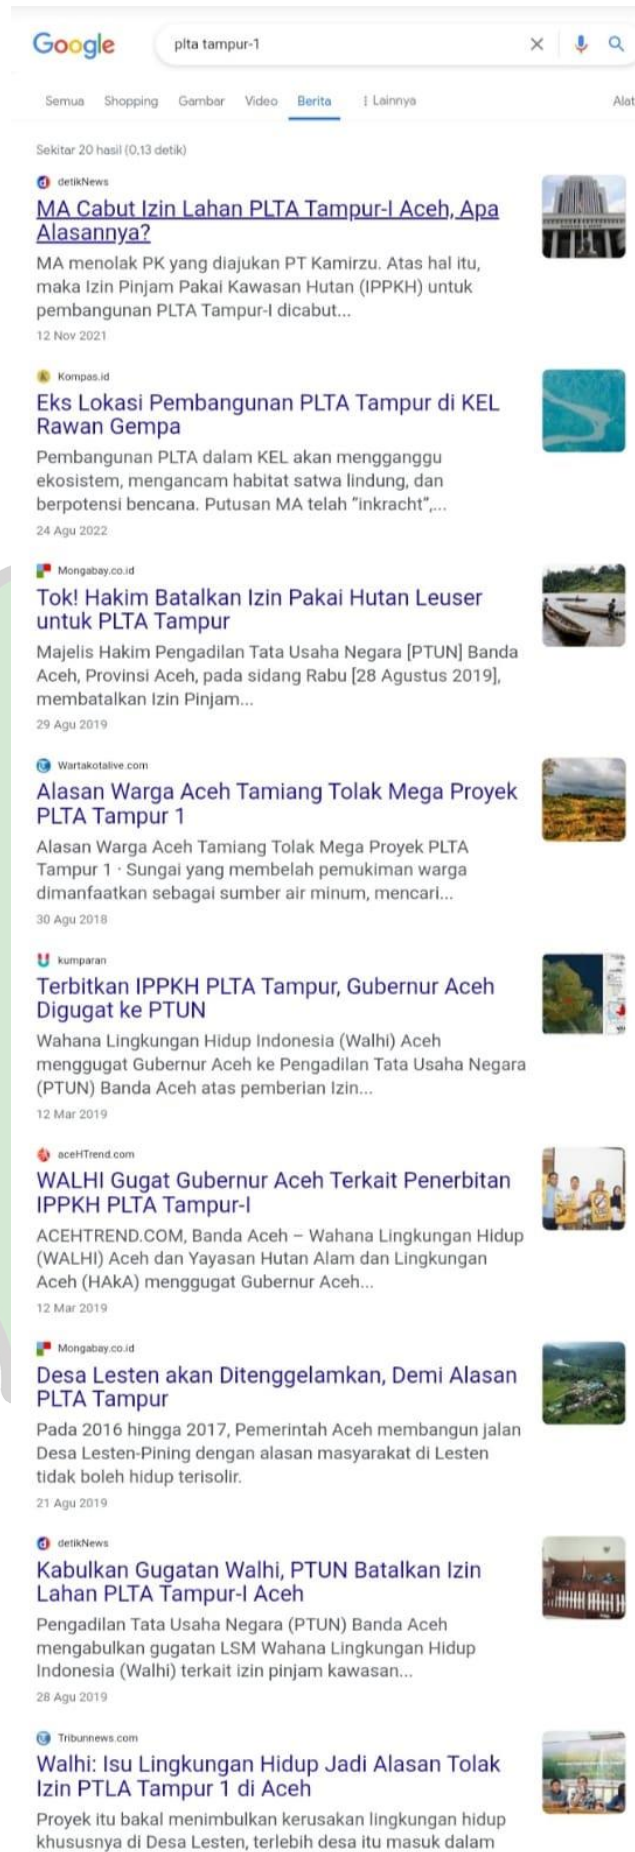 Google
plta tampur-1
Semua Shopping Gambar Video Berita Lainnya Alat
Sekitar 20 hasil (0,13 detik)
detikNews
MA Cabut Izin Lahan PLTA Tampur-I Aceh, Apa
Alasannya?
MA menolak PK yang diajukan PT Kamirzu. Atas hal itu,
maka Izin Pinjam Pakai Kawasan Hutan (IPPKH) untuk
pembangunan PLTA Tampur-I dicabut...
12 Nov 2021
Kompas.id
Eks Lokasi Pembangunan PLTA Tampur di KEL
Rawan Gempa
Pembangunan PLTA dalam KEL akan mengganggu
ekosistem, mengancam habitat satwa lindung, dan
berpotensi bencana. Putusan MA telah "inkracht",...
24 Agu 2022
Mongabay.co.id
Tok! Hakim Batalkan Izin Pakai Hutan Leuser
untuk PLTA Tampur
Majelis Hakim Pengadilan Tata Usaha Negara [PTUN] Banda
Aceh, Provinsi Aceh, pada sidang Rabu [28 Agustus 2019],
membatalkan Izin Pinjam...
29 Agu 2019
Wartakotalive.com
Alasan Warga Aceh Tamiang Tolak Mega Proyek
PLTA Tampur 1
Alasan Warga Aceh Tamiang Tolak Mega Proyek PLTA
Tampur 1 · Sungai yang membelah pemukiman warga
dimanfaatkan sebagai sumber air minum, mencari...
30 Agu 2018
kumparan
Terbitkan IPPKH PLTA Tampur, Gubernur Aceh
Digugat ke PTUN
Wahana Lingkungan Hidup Indonesia (Walhi) Aceh
menggugat Gubernur Aceh ke Pengadilan Tata Usaha Negara
(PTUN) Banda Aceh atas pemberian Izin...
12 Mar 2019
aceHTrend.com
WALHI Gugat Gubernur Aceh Terkait Penerbitan
IPPKH PLTA Tampur-I
ACEHTREND.COM, Banda Aceh – Wahana Lingkungan Hidup
(WALHI) Aceh dan Yayasan Hutan Alam dan Lingkungan
Aceh (HAkA) menggugat Gubernur Aceh...
12 Mar 2019
Mongabay.co.id
Desa Lesten akan Ditenggelamkan, Demi Alasan
PLTA Tampur
Pada 2016 hingga 2017, Pemerintah Aceh membangun jalan
Desa Lesten-Pining dengan alasan masyarakat di Lesten
tidak boleh hidup terisolir.
21 Agu 2019
detikNews
Kabulkan Gugatan Walhi, PTUN Batalkan Izin
Lahan PLTA Tampur-I Aceh
Pengadilan Tata Usaha Negara (PTUN) Banda Aceh
mengabulkan gugatan LSM Wahana Lingkungan Hidup
Indonesia (Walhi) terkait izin pinjam kawasan...
28 Agu 2019
Tribunnews.com
Walhi: Isu Lingkungan Hidup Jadi Alasan Tolak
Izin PTLA Tampur 1 di Aceh
Proyek itu bakal menimbulkan kerusakan lingkungan hidup
khususnya di Desa Lesten, terlebih desa itu masuk dalam